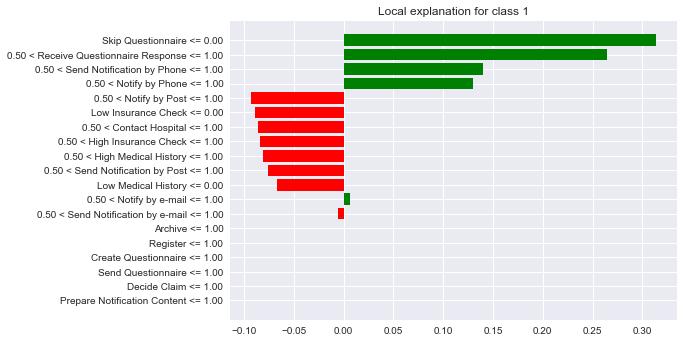 Local explanation for class 1
Skip Questionnaire <= 0.00
0.50 < Receive Questionnaire Response <= 1.00
0.50 < Send Notification by Phone <= 1.00
0.50 < Notify by Phone <= 1.00
0.50 < Notify by Post <= 1.00
Low Insurance Check <= 0.00
0.50 < Contact Hospital <= 1.00
0.50 < High Insurance Check <= 1.00
0.50 < High Medical History <= 1.00
0.50 < Send Notification by Post <= 1.00
Low Medical History <= 0.00
0.50 < Notify by e-mail <= 1.00
0.50 < Send Notification by e-mail <= 1.00
Archive <= 1.00
Register <= 1.00
Create Questionnaire <= 1.00
Send Questionnaire <= 1.00
Decide Claim <= 1.00
Prepare Notification Content <= 1.00
−0.10 −0.05 0.00 0.05 0.10 0.15 0.20 0.25 0.30